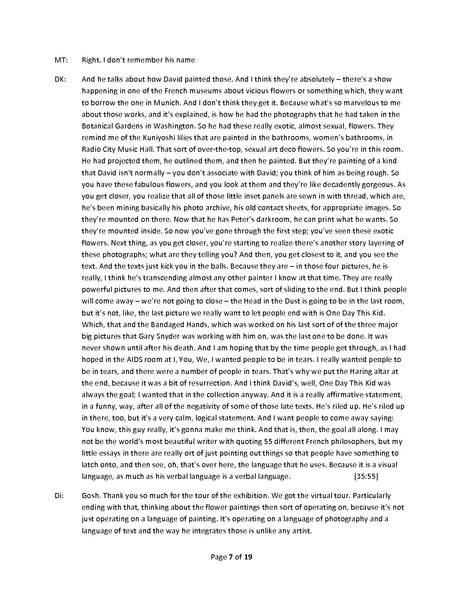 MT: Right. I don't remember his name
DK: And he talks about how David painted those. And I think they're absolutely – there's a show
happening in one of the French museums about vicious flowers or something which, they want
to borrow the one in Munich. And I don't think they get it. Because what's so marvelous to me
about those works, and it's explained, is how he had the photographs that he had taken in the
Botanical Gardens in Washington. So he had these really exotic, almost sexual, flowers. They
remind me of the Kuniyoshi lilies that are painted in the bathrooms, women's bathrooms, in
Radio City Music Hall. That sort of over-the-top, sexual art deco flowers. So you're in this room.
He had projected them, he outlined them, and then he painted. But they're painting of a kind
that David isn't normally – you don't associate with David; you think of him as being rough. So
you have these fabulous flowers, and you look at them and they're like decadently gorgeous. As
you get closer, you realize that all of those little inset panels are sewn in with thread, which are,
he's been mining basically his photo archive, his old contact sheets, for appropriate images. So
they're mounted on there. Now that he has Peter's darkroom, he can print what he wants. So
they're mounted inside. So now you've gone through the first step; you've seen these exotic
flowers. Next thing, as you get closer, you're starting to realize there's another story layering of
these photographs; what are they telling you? And then, you get closest to it, and you see the
text. And the texts just kick you in the balls. Because they are – in those four pictures, he is
really, I think he's transcending almost any other artist I know at that time. They are really
powerful pictures to me. And then after that comes, sort of sliding to the end. But I think people
will come away – we're not going to close – the Head in the Dust is going to be in the last room,
but it's not, like, the last picture we really want to let people end with is One Day This Kid.
Which, that and the Bandaged Hands, which was worked on his last sort of of the three major
big pictures that Gary Snyder was working with him on, was the last one to be done. It was
never shown until after his death. And I am hoping that by the time people get through, as I had
hoped in the AIDS room at I, You, We, I wanted people to be in tears. I really wanted people to
be in tears, and there were a number of people in tears. That's why we put the Haring altar at
the end, because it was a bit of resurrection. And I think David's, well, One Day This Kid was
always the goal; I wanted that in the collection anyway. And it is a really affirmative statement,
in a funny, way, after all of the negativity of some of those late texts. He's riled up. He's riled up
in there, too, but it's a very calm, logical statement. And I want people to come away saying:
You know, this guy really, it's gonna make me think. And that is, then, the goal all along. I may
not be the world's most beautiful writer with quoting 55 different French philosophers, but my
little essays in there are really ort of just pointing out things so that people have something to
latch onto, and then see, oh, that's over here, the language that he uses. Because it is a visual
language, as much as his verbal language is a verbal language. [35:55]
Di: Gosh. Thank you so much for the tour of the exhibition. We got the virtual tour. Particularly
ending with that, thinking about the flower paintings then sort of operating on, because it's not
just operating on a language of painting. It's operating on a language of photography and a
language of text and the way he integrates those is unlike any artist.
Page 7 of 19